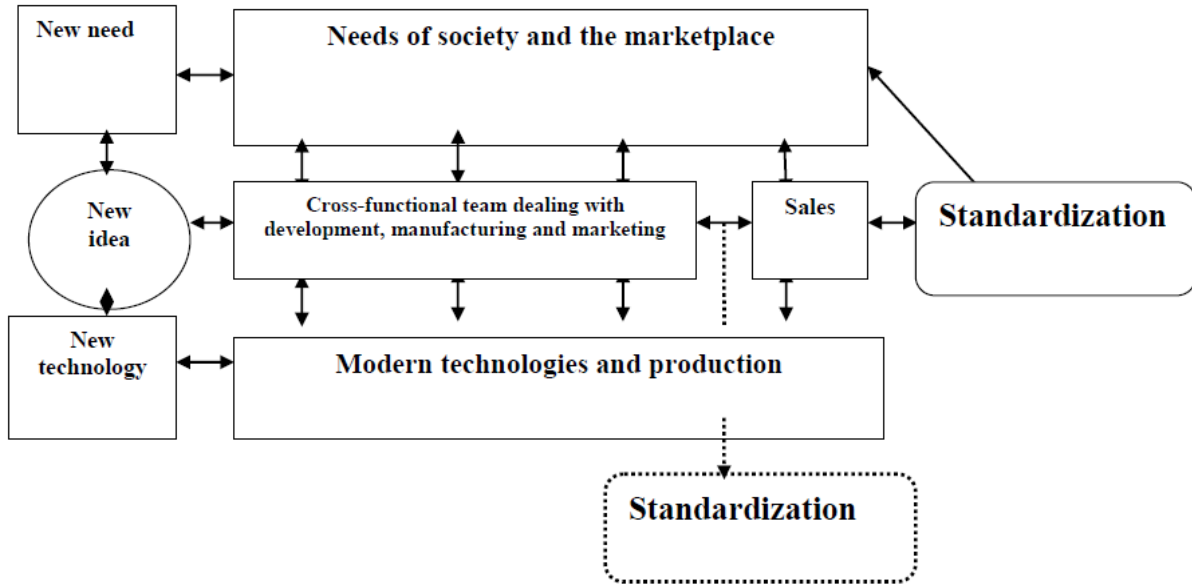 New need
Needs of society and the marketplace
New
idea
Cross-functional team dealing with
development, manufacturing and marketing
Sales
Standardization
New
technology
Modern technologies and production
Standardization